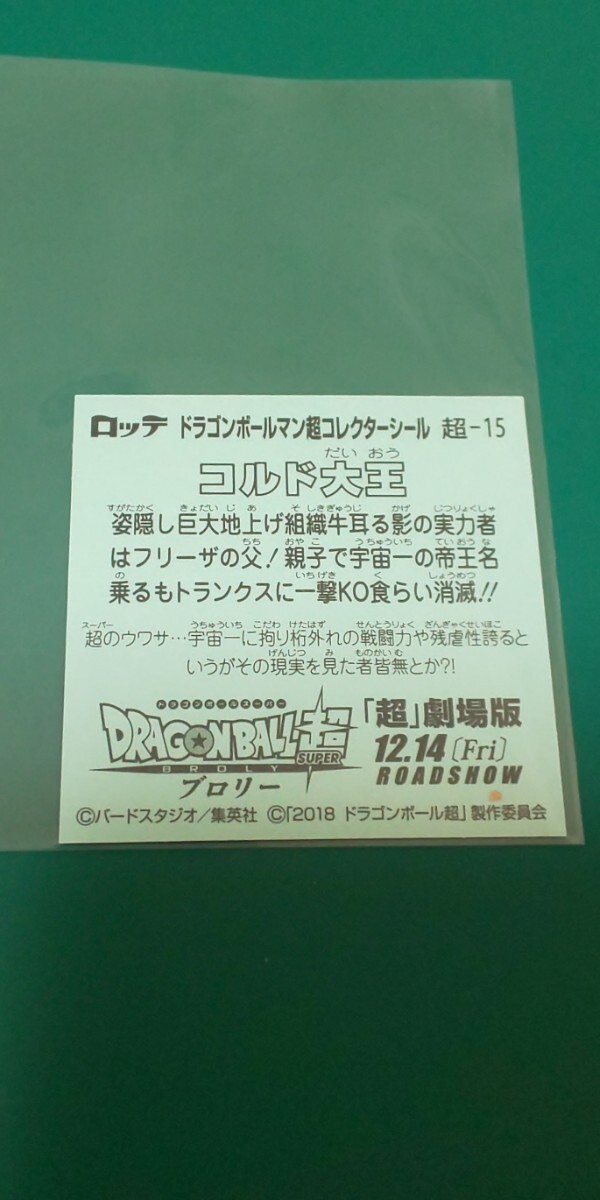 ロッテ ドラゴンボールマン超コレクターシール 超-15
だい おう
コルド大王
すがたかく きょだい じ あ そ しきぎゅうじ かげ じつりょくしゃ
姿隠し巨大地上げ組織牛耳る影の実力者
ちち おや こ う ちゅういち てい おう な
はフリーザの父!親子で宇宙一の帝王名
の いちげき く しょうめつ
乗るもトランクスに一撃KO食らい消滅!!
スーパー うちゅういち こだわ けたはず せんとうりょく ざんぎゃくせいほこ
超のウワサ…宇宙一に拘り桁外れの戦闘力や残虐性誇ると
げんじつ み ものかいむ
いうがその現実を見た者皆無とか?!
ドラゴンボールスーパー
DRAGONBALL超 SUPER
BROLY
ブロリー
「超」劇場版
12.14(Fri)
ROADSHOW
©バードスタジオ/集英社 ©「2018 ドラゴンボール超」製作委員会